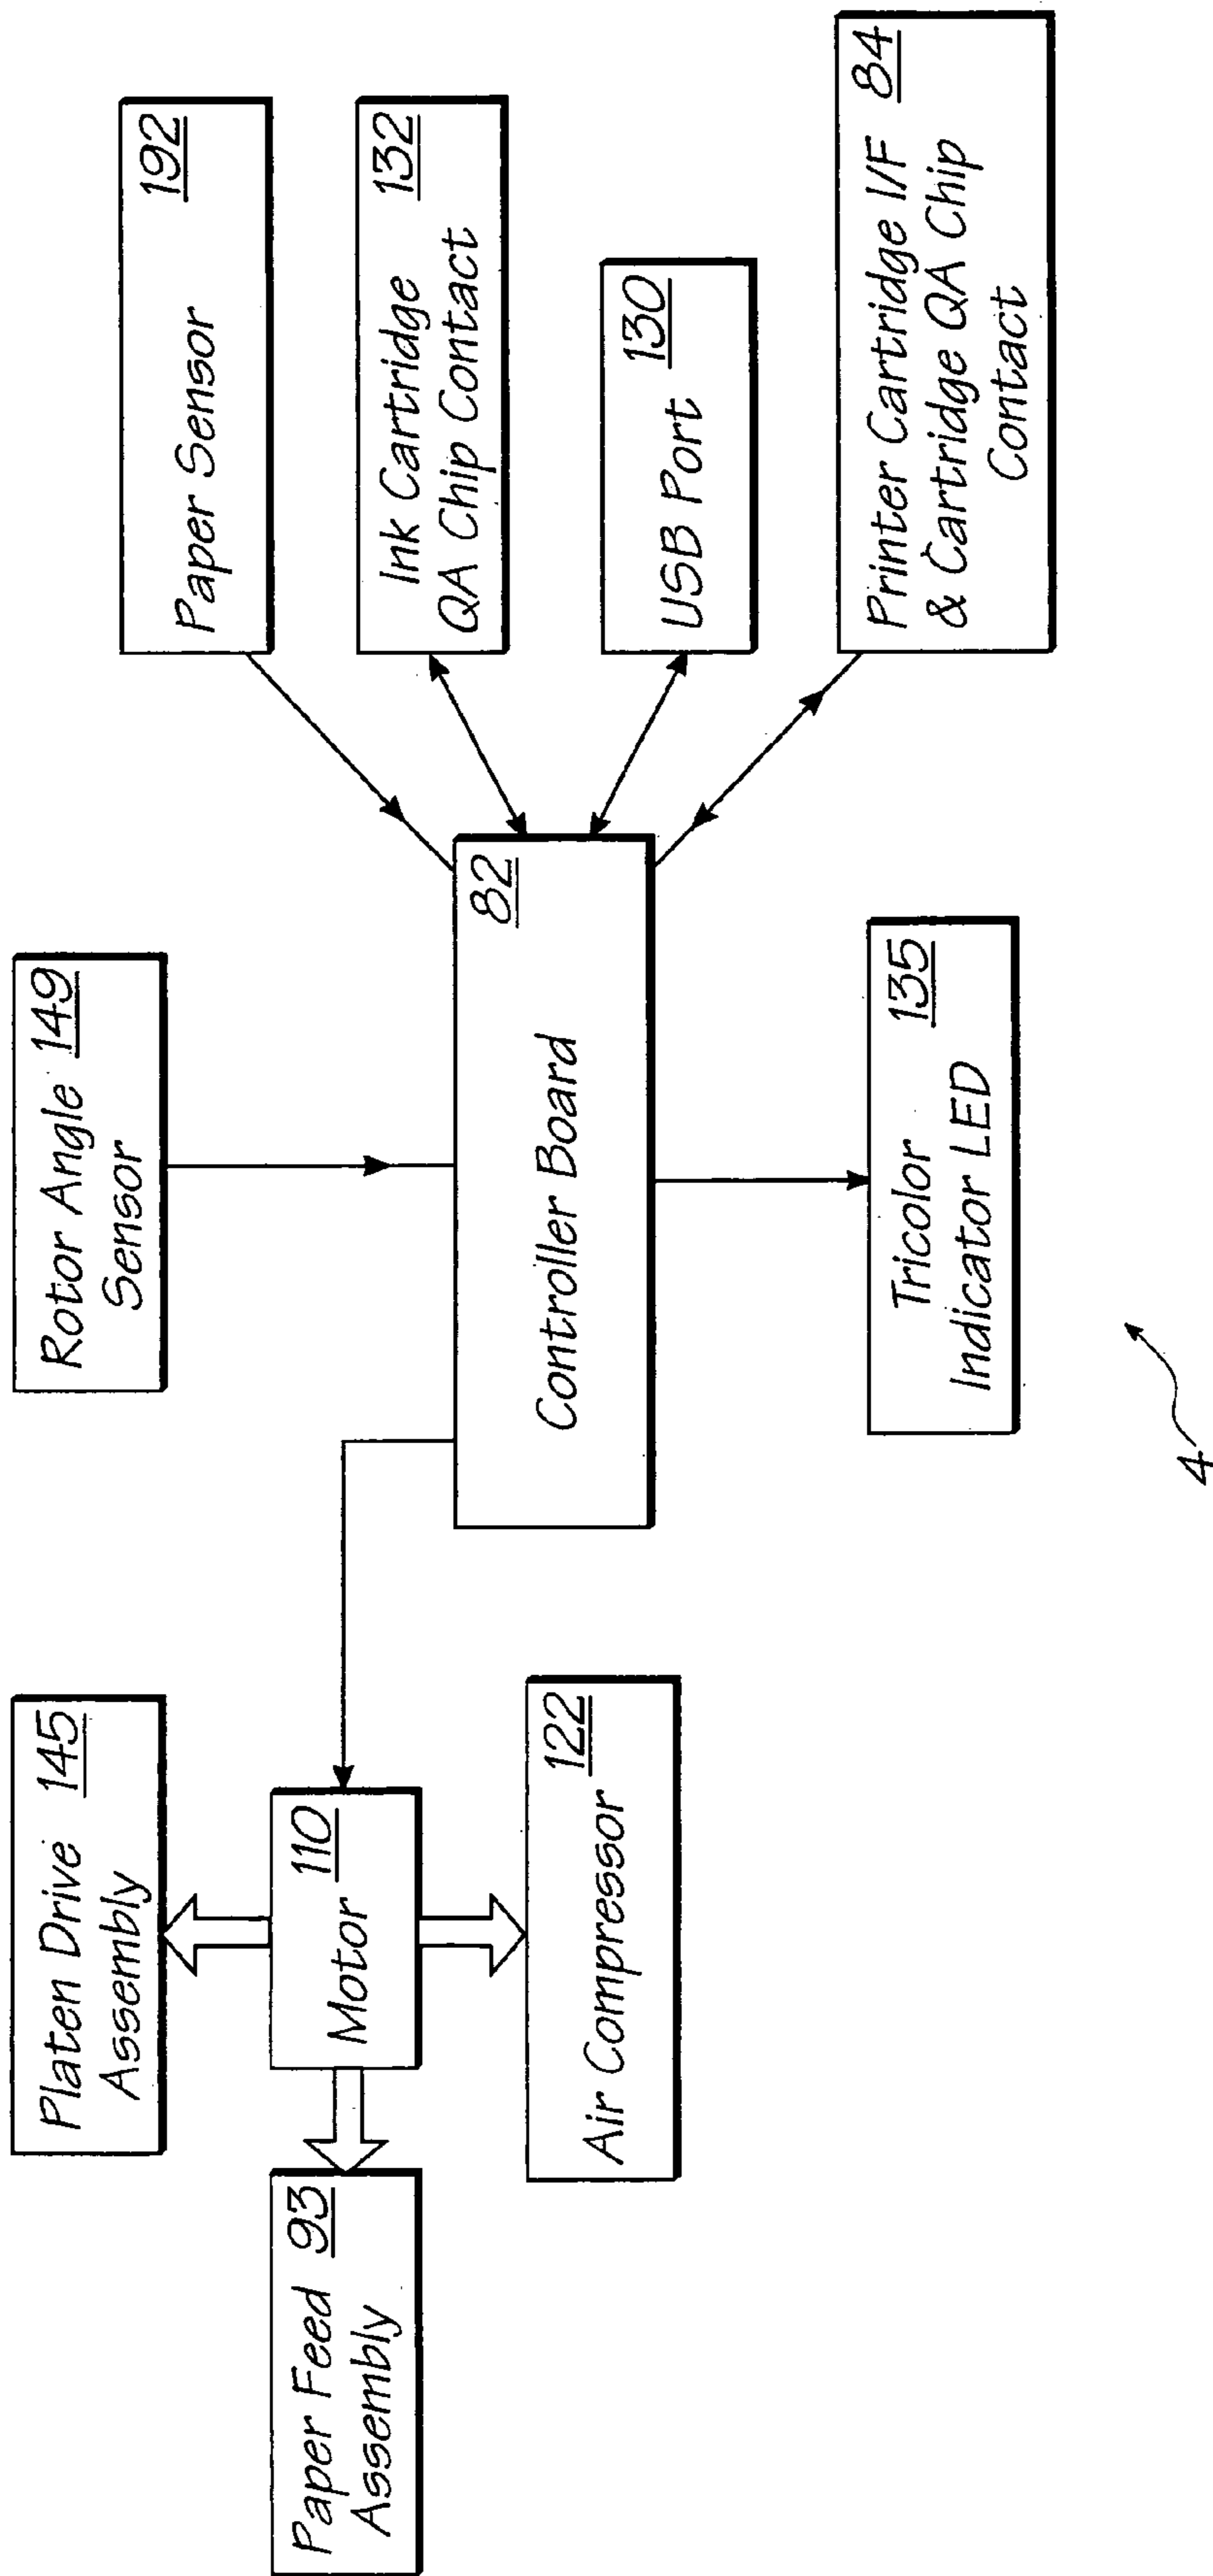 Platen Drive 145
Assembly
Rotor Angle 149
Sensor
Paper Sensor
192
Paper Feed 93
Assembly
Motor 110
Air Compressor 122
Controller Board
82
Ink Cartridge 132
QA Chip Contact
USB Port 130
Printer Cartridge I/F 84
& Cartridge QA Chip
Contact
Tricolor 135
Indicator LED
4